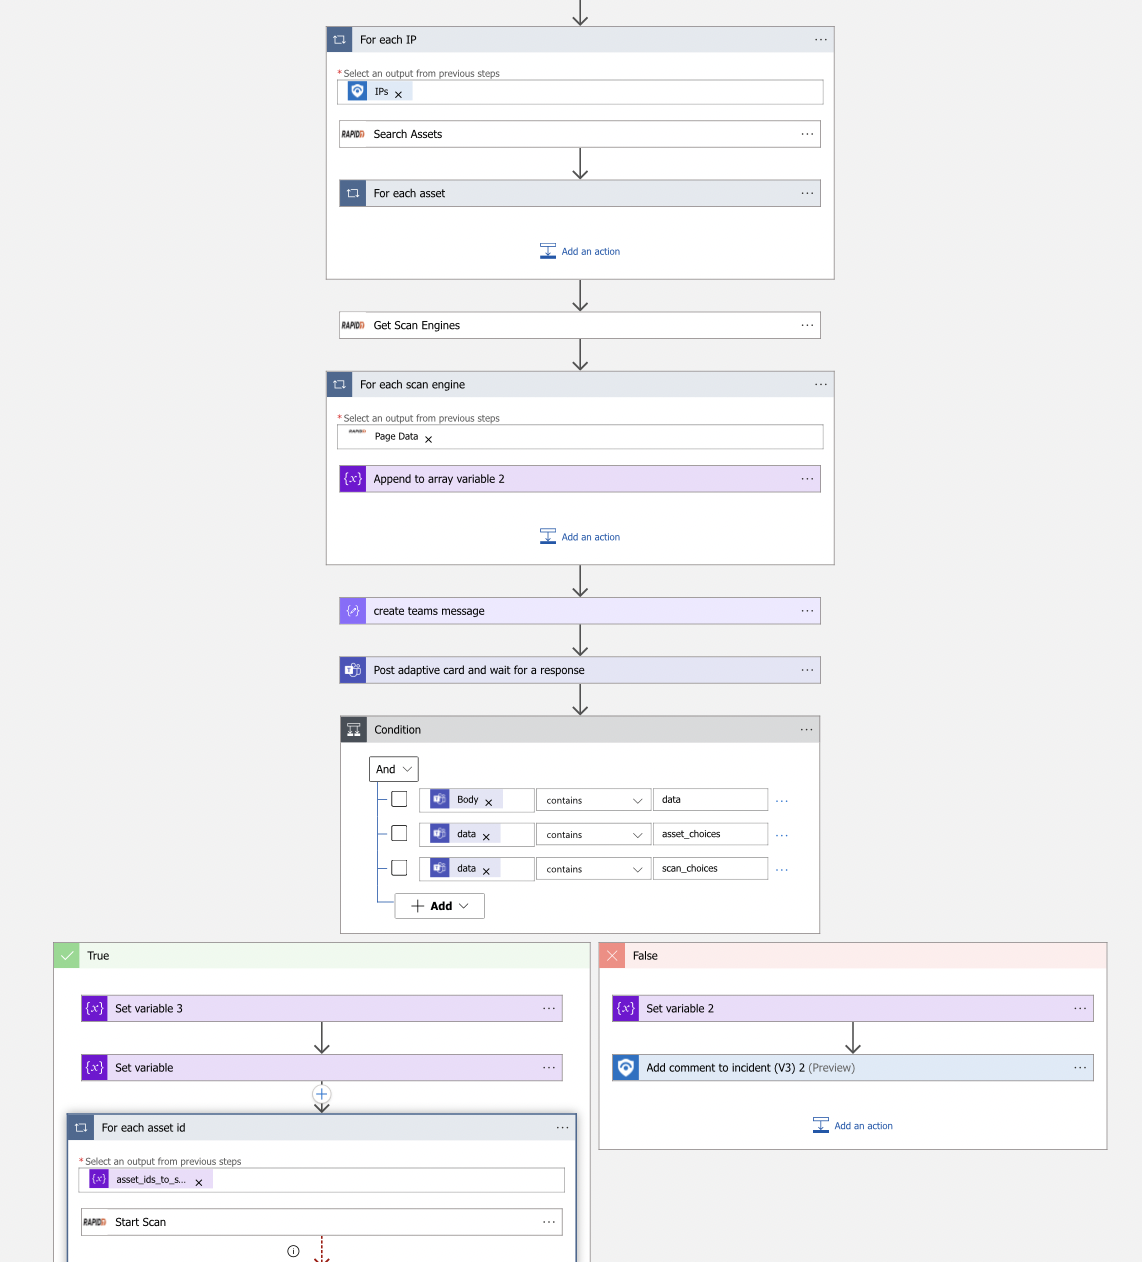 For each IP
*Select an output from previous steps
IPs
RAPID7 Search Assets
For each asset
Add an action
RAPID7 Get Scan Engines
For each scan engine
*Select an output from previous steps
RAPID7 Page Data
{x} Append to array variable 2
Add an action
create teams message
Post adaptive card and wait for a response
Condition
And
Body contains data
data contains asset_choices
data contains scan_choices
+ Add
True
{x} Set variable 3
{x} Set variable
For each asset id
*Select an output from previous steps
{x} asset_ids_to_s...
RAPID7 Start Scan
False
{x} Set variable 2
Add comment to incident (V3) 2 (Preview)
Add an action